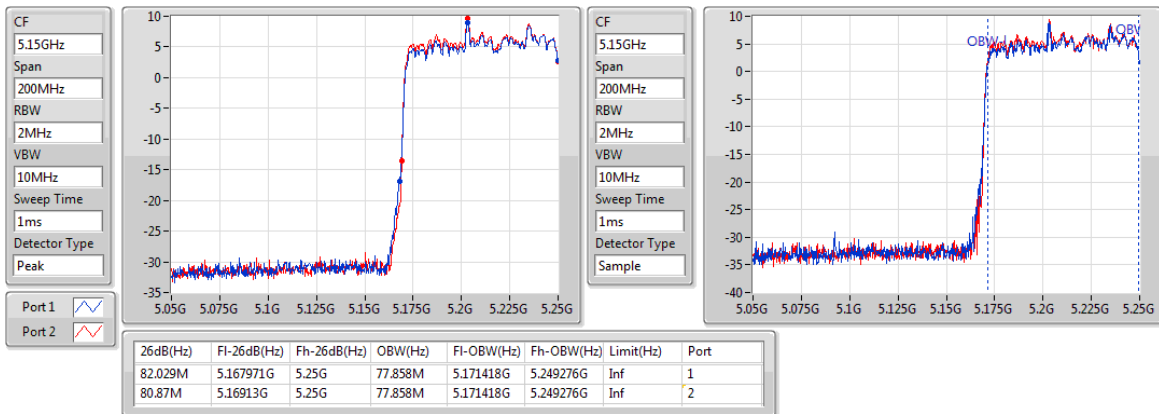 CF
5.15GHz
Span
200MHz
RBW
2MHz
VBW
10MHz
Sweep Time
1ms
Detector Type
Peak
Port 1
Port 2
10
5
0
-5
-10
-15
-20
-25
-30
-35
5.05G 5.075G 5.1G 5.125G 5.15G 5.175G 5.2G 5.225G 5.25G
CF
5.15GHz
Span
200MHz
RBW
2MHz
VBW
10MHz
Sweep Time
1ms
Detector Type
Sample
10
5
0
-5
-10
-15
-20
-25
-30
-35
-40
OBW OBW
5.05G 5.075G 5.1G 5.125G 5.15G 5.175G 5.2G 5.225G 5.25G
26dB(Hz) Fl-26dB(Hz) Fh-26dB(Hz) OBW(Hz) Fl-OBW(Hz) Fh-OBW(Hz) Limit(Hz) Port
82.029M 5.167971G 5.25G 77.858M 5.171418G 5.249276G Inf 1
80.87M 5.16913G 5.25G 77.858M 5.171418G 5.249276G Inf 2